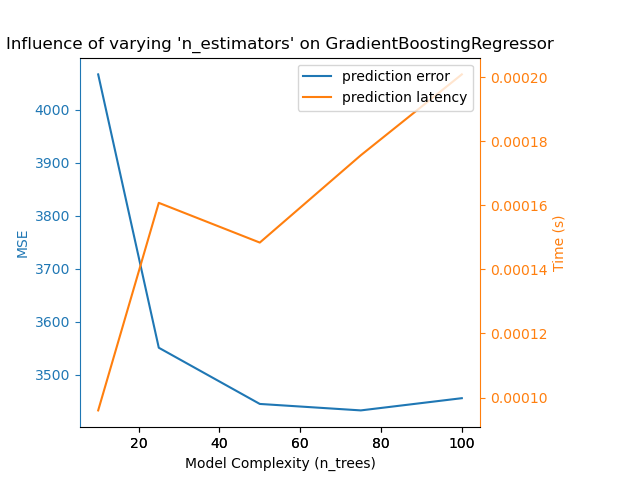 Influence of varying 'n_estimators' on GradientBoostingRegressor
prediction error
prediction latency
4000
3900
3800
3700
3600
3500
MSE
0.00020
0.00018
0.00016
0.00014
0.00012
0.00010
Time (s)
20 40 60 80 100
Model Complexity (n_trees)